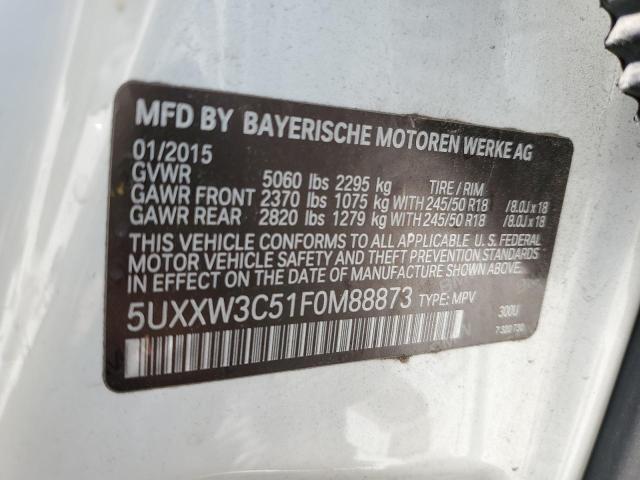 MFD BY BAYERISCHE MOTOREN WERKE AG
01/2015
GVWR 5060 lbs 2295 kg TIRE / RIM
GAWR FRONT 2370 lbs 1075 kg WITH 245/50 R18 /8.0J x 18
GAWR REAR 2820 lbs 1279 kg WITH 245/50 R18 /8.0J x 18
THIS VEHICLE CONFORMS TO ALL APPLICABLE U.S. FEDERAL
MOTOR VEHICLE SAFETY AND THEFT PREVENTION STANDARDS
IN EFFECT ON THE DATE OF MANUFACTURE SHOWN ABOVE.
5UXXW3C51F0M88873 TYPE: MPV 300U